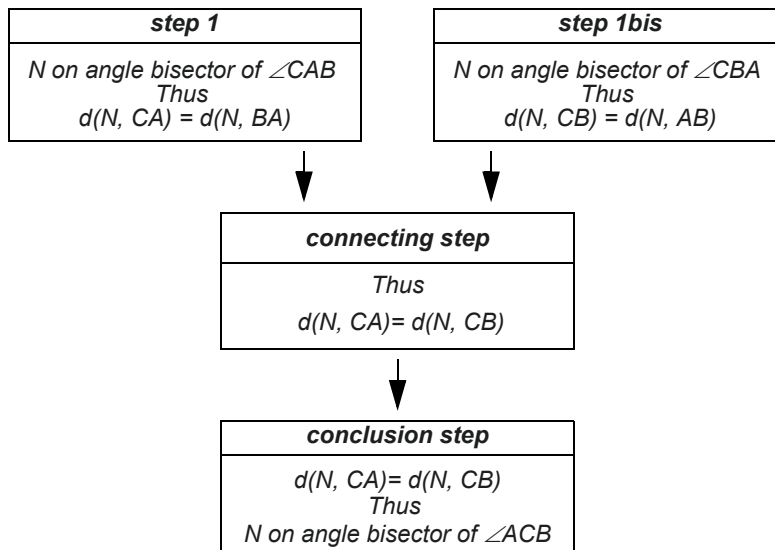 step 1
N on angle bisector of ∠CAB
Thus
d(N, CA) = d(N, BA)
step 1bis
N on angle bisector of ∠CBA
Thus
d(N, CB) = d(N, AB)
connecting step
Thus
d(N, CA)= d(N, CB)
conclusion step
d(N, CA)= d(N, CB)
Thus
N on angle bisector of ∠ACB